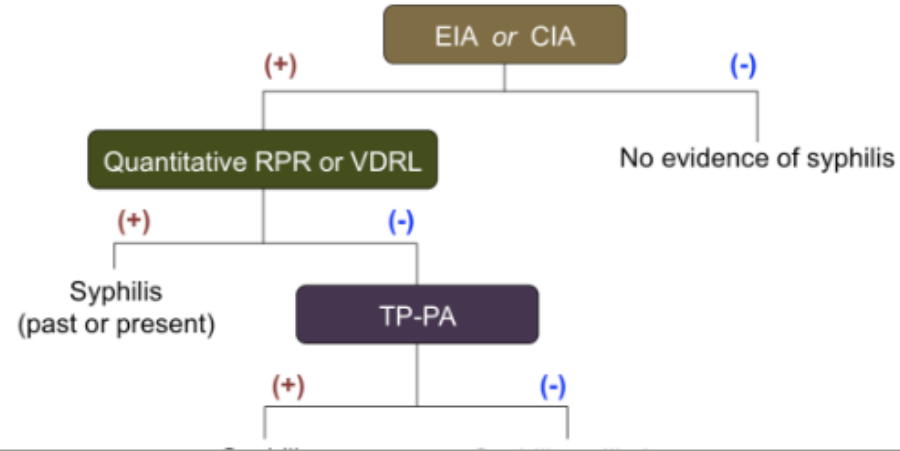 EIA or CIA
(+)
(-)
Quantitative RPR or VDRL
No evidence of syphilis
(+)
(-)
Syphilis
(past or present)
TP-PA
(+)
(-)